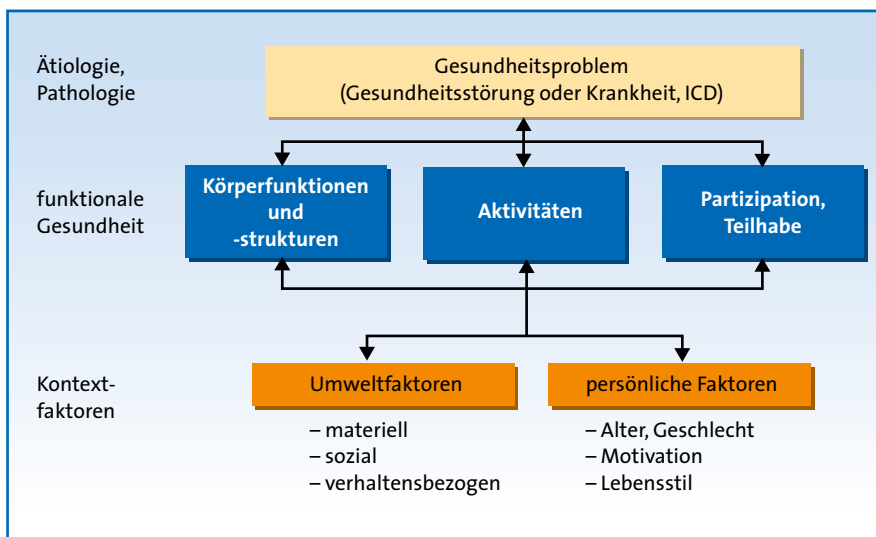 Ätiologie,
Pathologie
Gesundheitsproblem
(Gesundheitsstörung oder Krankheit, ICD)
funktionale
Gesundheit
Körperfunktionen
und
-strukturen
Aktivitäten
Partizipation,
Teilhabe
Kontext-
faktoren
Umweltfaktoren
– materiell
– sozial
– verhaltensbezogen
persönliche Faktoren
– Alter, Geschlecht
– Motivation
– Lebensstil